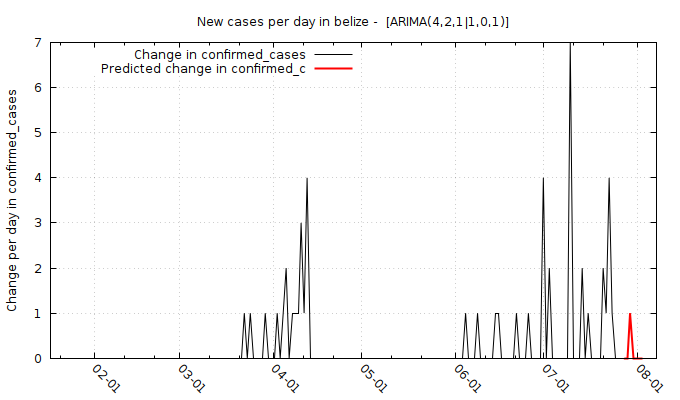 New cases per day in belize -  [ARIMA(4,2,1|1,0,1)]
Change in confirmed_cases
Predicted change in confirmed_c
Change per day in confirmed_cases
7
6
5
4
3
2
1
0
02-01 03-01 04-01 05-01 06-01 07-01 08-01